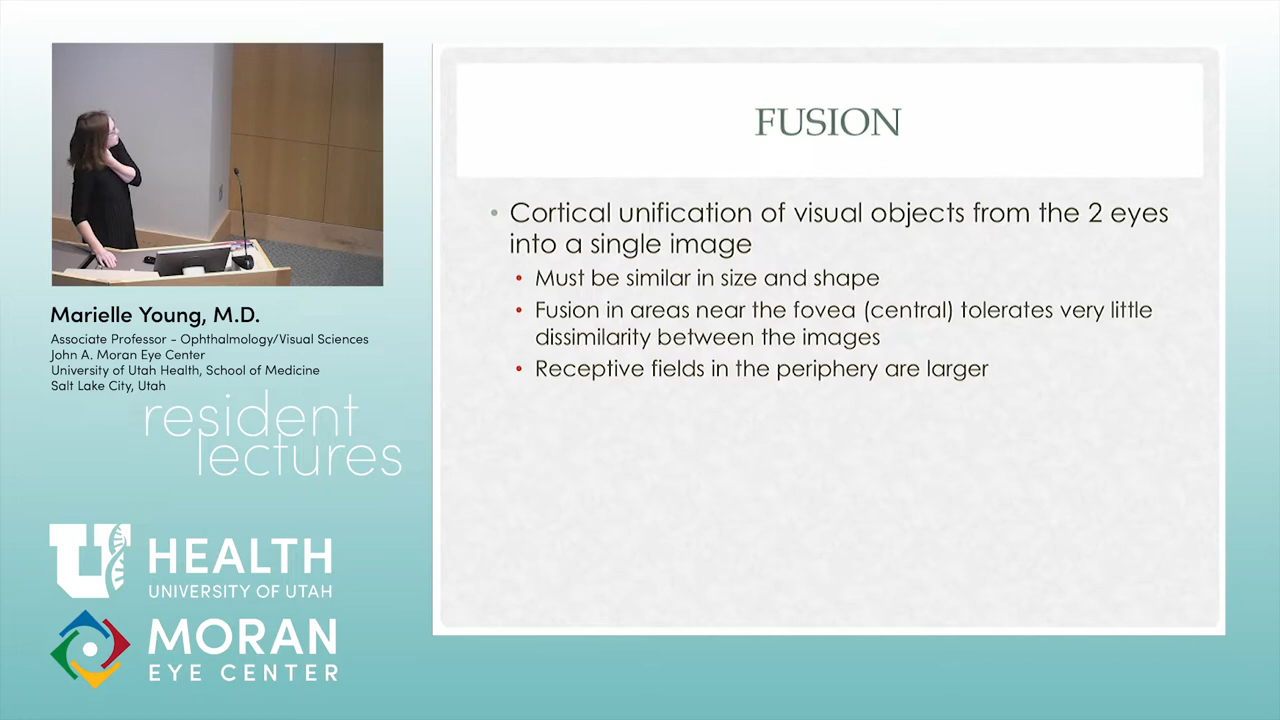 Marielle Young, M.D.
Associate Professor - Ophthalmology/Visual Sciences
John A. Moran Eye Center
University of Utah Health, School of Medicine
Salt Lake City, Utah
resident
lectures
U HEALTH
UNIVERSITY OF UTAH
MORAN
EYE CENTER
FUSION
• Cortical unification of visual objects from the 2 eyes
into a single image
• Must be similar in size and shape
• Fusion in areas near the fovea (central) tolerates very little
dissimilarity between the images
• Receptive fields in the periphery are larger